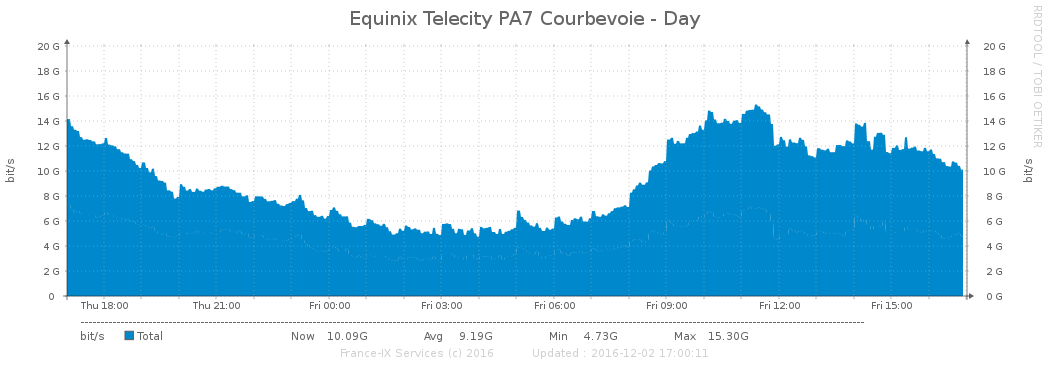 Equinix Telecity PA7 Courbevoie - Day
RRDTOOL / TOBI OETIKER
20 G 20 G
18 G 18 G
16 G 16 G
14 G 14 G
12 G 12 G
10 G 10 G
8 G 8 G
6 G 6 G
4 G 4 G
2 G 2 G
0 0 G
bit/s bit/s
Thu 18:00 Thu 21:00 Fri 00:00 Fri 03:00 Fri 06:00 Fri 09:00 Fri 12:00 Fri 15:00
bit/s Total Now 10.09G Avg 9.19G Min 4.73G Max 15.30G
France-IX Services (c) 2016 Updated : 2016-12-02 17:00:11